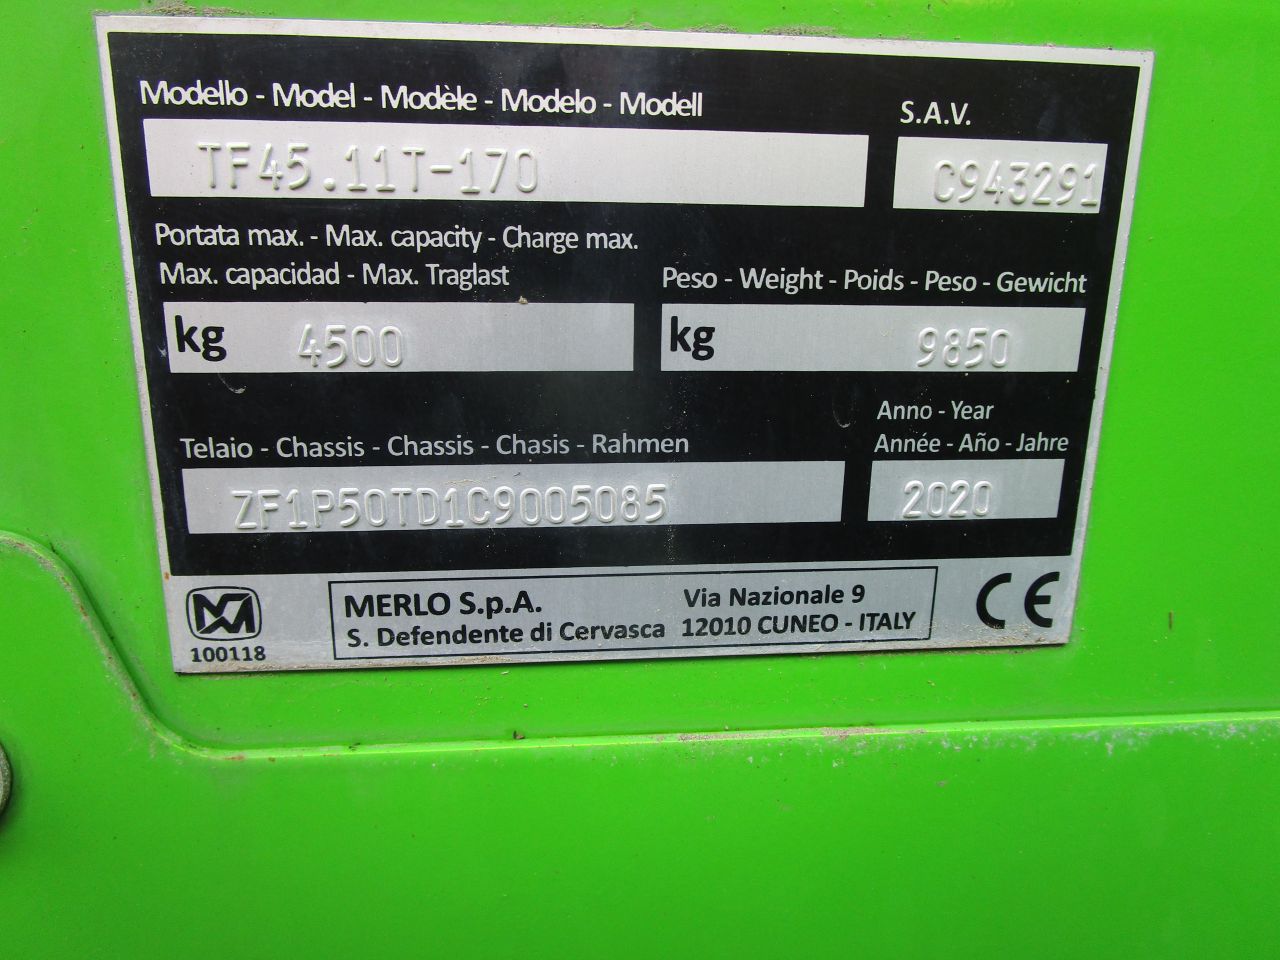 Modello - Model - Modèle - Modelo - Modell
S.A.V.
TF45.11T-170
C943291
Portata max. - Max. capacity - Charge max.
Max. capacidad - Max. Traglast
Peso - Weight - Poids - Peso - Gewicht
kg 4500
kg 9850
Anno - Year
Telaio - Chassis - Chassis - Chasis - Rahmen
Année - Año - Jahre
ZF1P50TD1C9005085
2020
100118
MERLO S.p.A.
S. Defendente di Cervasca
Via Nazionale 9
12010 CUNEO - ITALY
CE